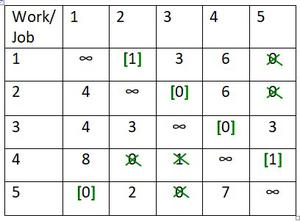 Work/ Job 1 2 3 4 5
1 ∞ [1] 3 6 0
2 4 ∞ [0] 6 0
3 4 3 ∞ [0] 3
4 8 0 1 ∞ [1]
5 [0] 2 0 7 ∞